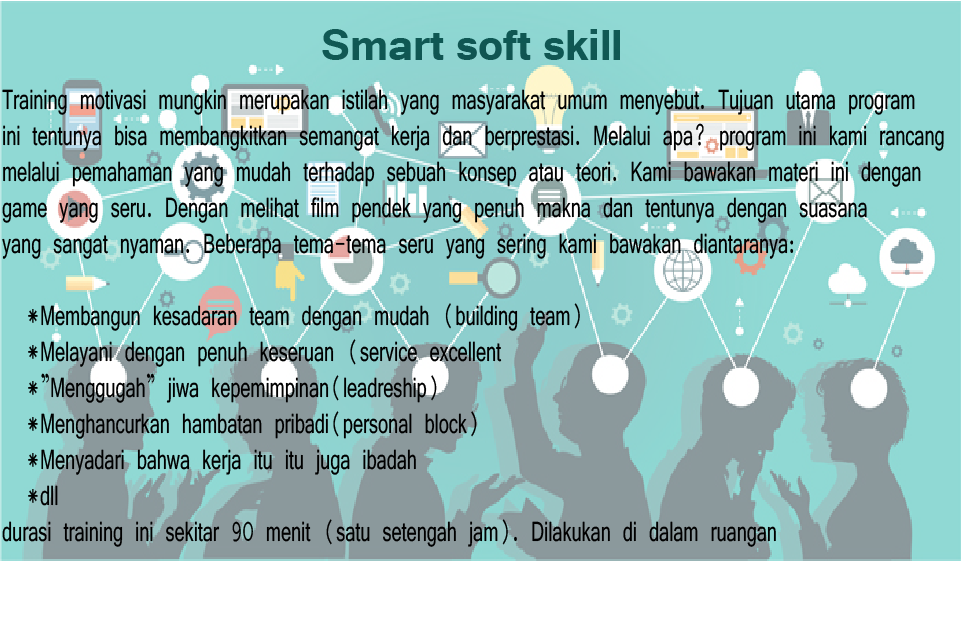 Smart soft skill
Training motivasi mungkin merupakan istilah yang masyarakat umum menyebut. Tujuan utama program
ini tentunya bisa membangkitkan semangat kerja dan berprestasi. Melalui apa? program ini kami rancang
melalui pemahaman yang mudah terhadap sebuah konsep atau teori. Kami bawakan materi ini dengan
game yang seru. Dengan melihat film pendek yang penuh makna dan tentunya dengan suasana
yang sangat nyaman. Beberapa tema-tema seru yang sering kami bawakan diantaranya:
*Membangun kesadaran team dengan mudah (building team)
*Melayani dengan penuh keseruan (service excellent
*”Menggugah” jiwa kepemimpinan(leadreship)
*Menghancurkan hambatan pribadi(personal block)
*Menyadari bahwa kerja itu itu juga ibadah
*dll
durasi training ini sekitar 90 menit (satu setengah jam). Dilakukan di dalam ruangan